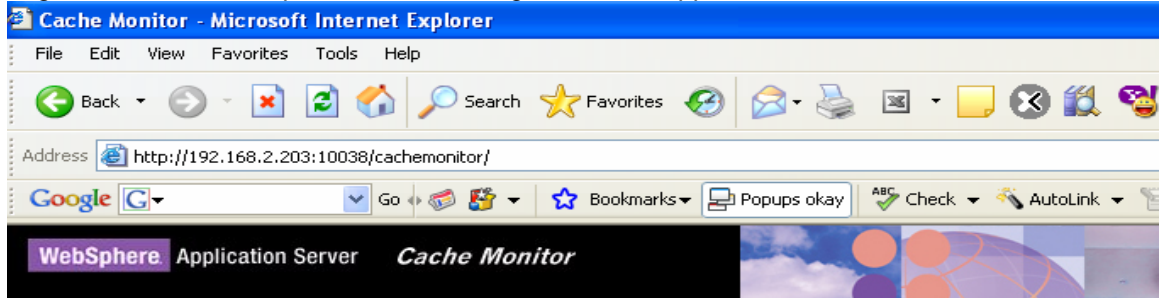 Cache Monitor - Microsoft Internet Explorer
File Edit View Favorites Tools Help
Back Search Favorites
Address http://192.168.2.203:10038/cachemonitor/
Google G Go Bookmarks Popups okay ABC Check AutoLink
WebSphere. Application Server Cache Monitor